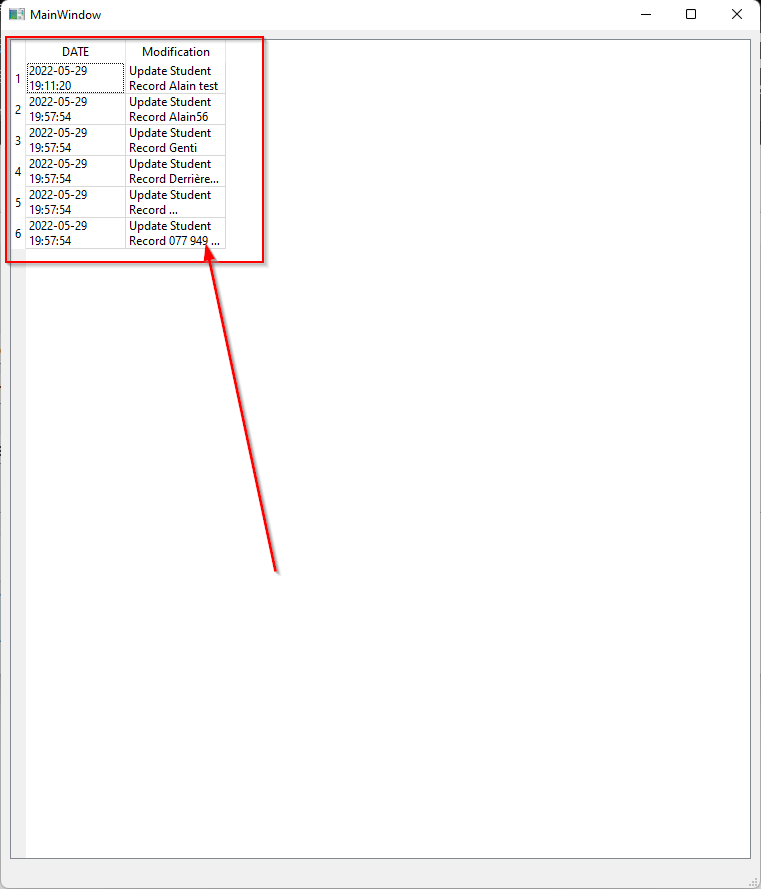 MainWindow
DATE Modification
1 2022-05-29 Update Student
19:11:20 Record Alain test
2 2022-05-29 Update Student
19:57:54 Record Alain56
3 2022-05-29 Update Student
19:57:54 Record Genti
4 2022-05-29 Update Student
19:57:54 Record Derrière...
5 2022-05-29 Update Student
19:57:54 Record ...
6 2022-05-29 Update Student
19:57:54 Record 077 949 ...